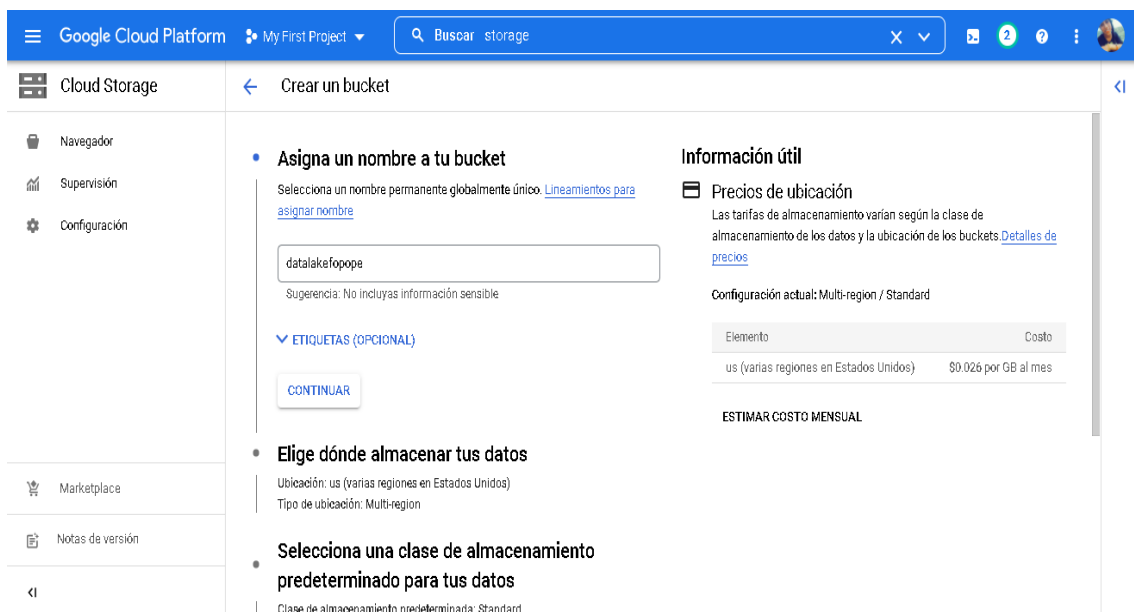 Google Cloud Platform
My First Project
Buscar storage
2
Cloud Storage
Crear un bucket
Navegador
Supervisión
Configuración
Marketplace
Notas de versión
Asigna un nombre a tu bucket
Selecciona un nombre permanente globalmente único. Lineamientos para
asignar nombre
datalakefopope
Sugerencia: No incluyas información sensible
ETIQUETAS (OPCIONAL)
CONTINUAR
Elige dónde almacenar tus datos
Ubicación: us (varias regiones en Estados Unidos)
Tipo de ubicación: Multi-region
Selecciona una clase de almacenamiento
predeterminado para tus datos
Clase de almacenamiento predeterminada: Standard
Información útil
Precios de ubicación
Las tarifas de almacenamiento varían según la clase de
almacenamiento de los datos y la ubicación de los buckets.Detalles de
precios
Configuración actual: Multi-region / Standard
Elemento Costo
us (varias regiones en Estados Unidos) $0.026 por GB al mes
ESTIMAR COSTO MENSUAL